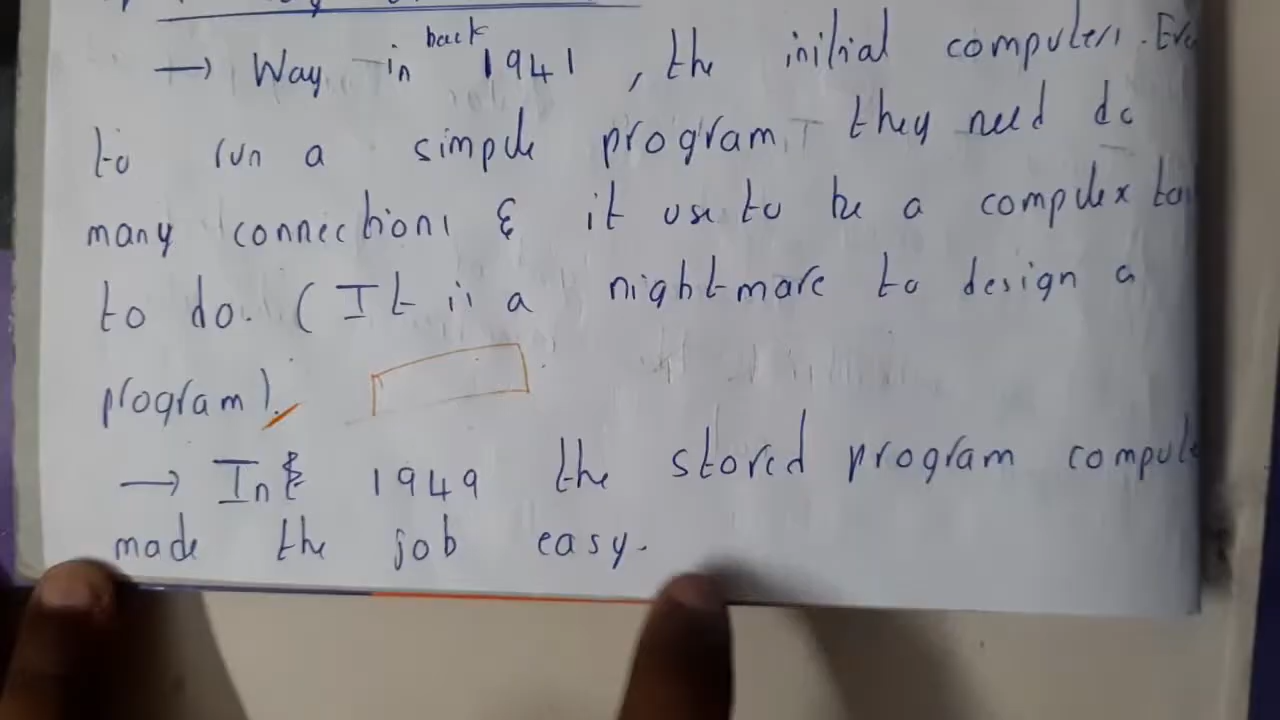 → Way in back 1941, the initial computers. Eve
to run a simple program, they need do
many connections & it use to be a complex ta
to do. (It is a nightmare to design a
program).
→ In 1949 the stored program compute
made the job easy.